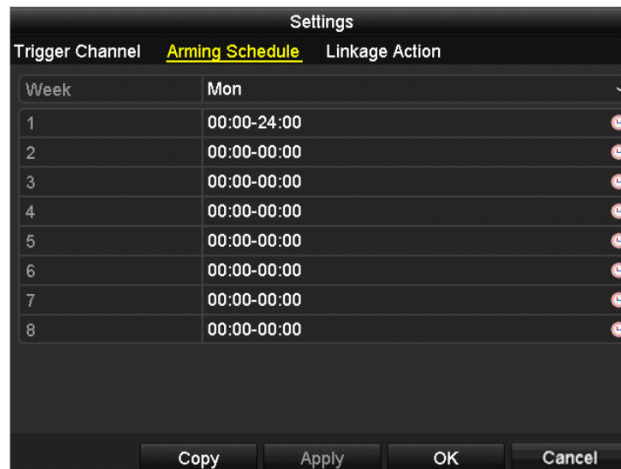 Settings
Trigger Channel Arming Schedule Linkage Action
Week Mon
1 00:00-24:00
2 00:00-00:00
3 00:00-00:00
4 00:00-00:00
5 00:00-00:00
6 00:00-00:00
7 00:00-00:00
8 00:00-00:00
Copy Apply OK Cancel